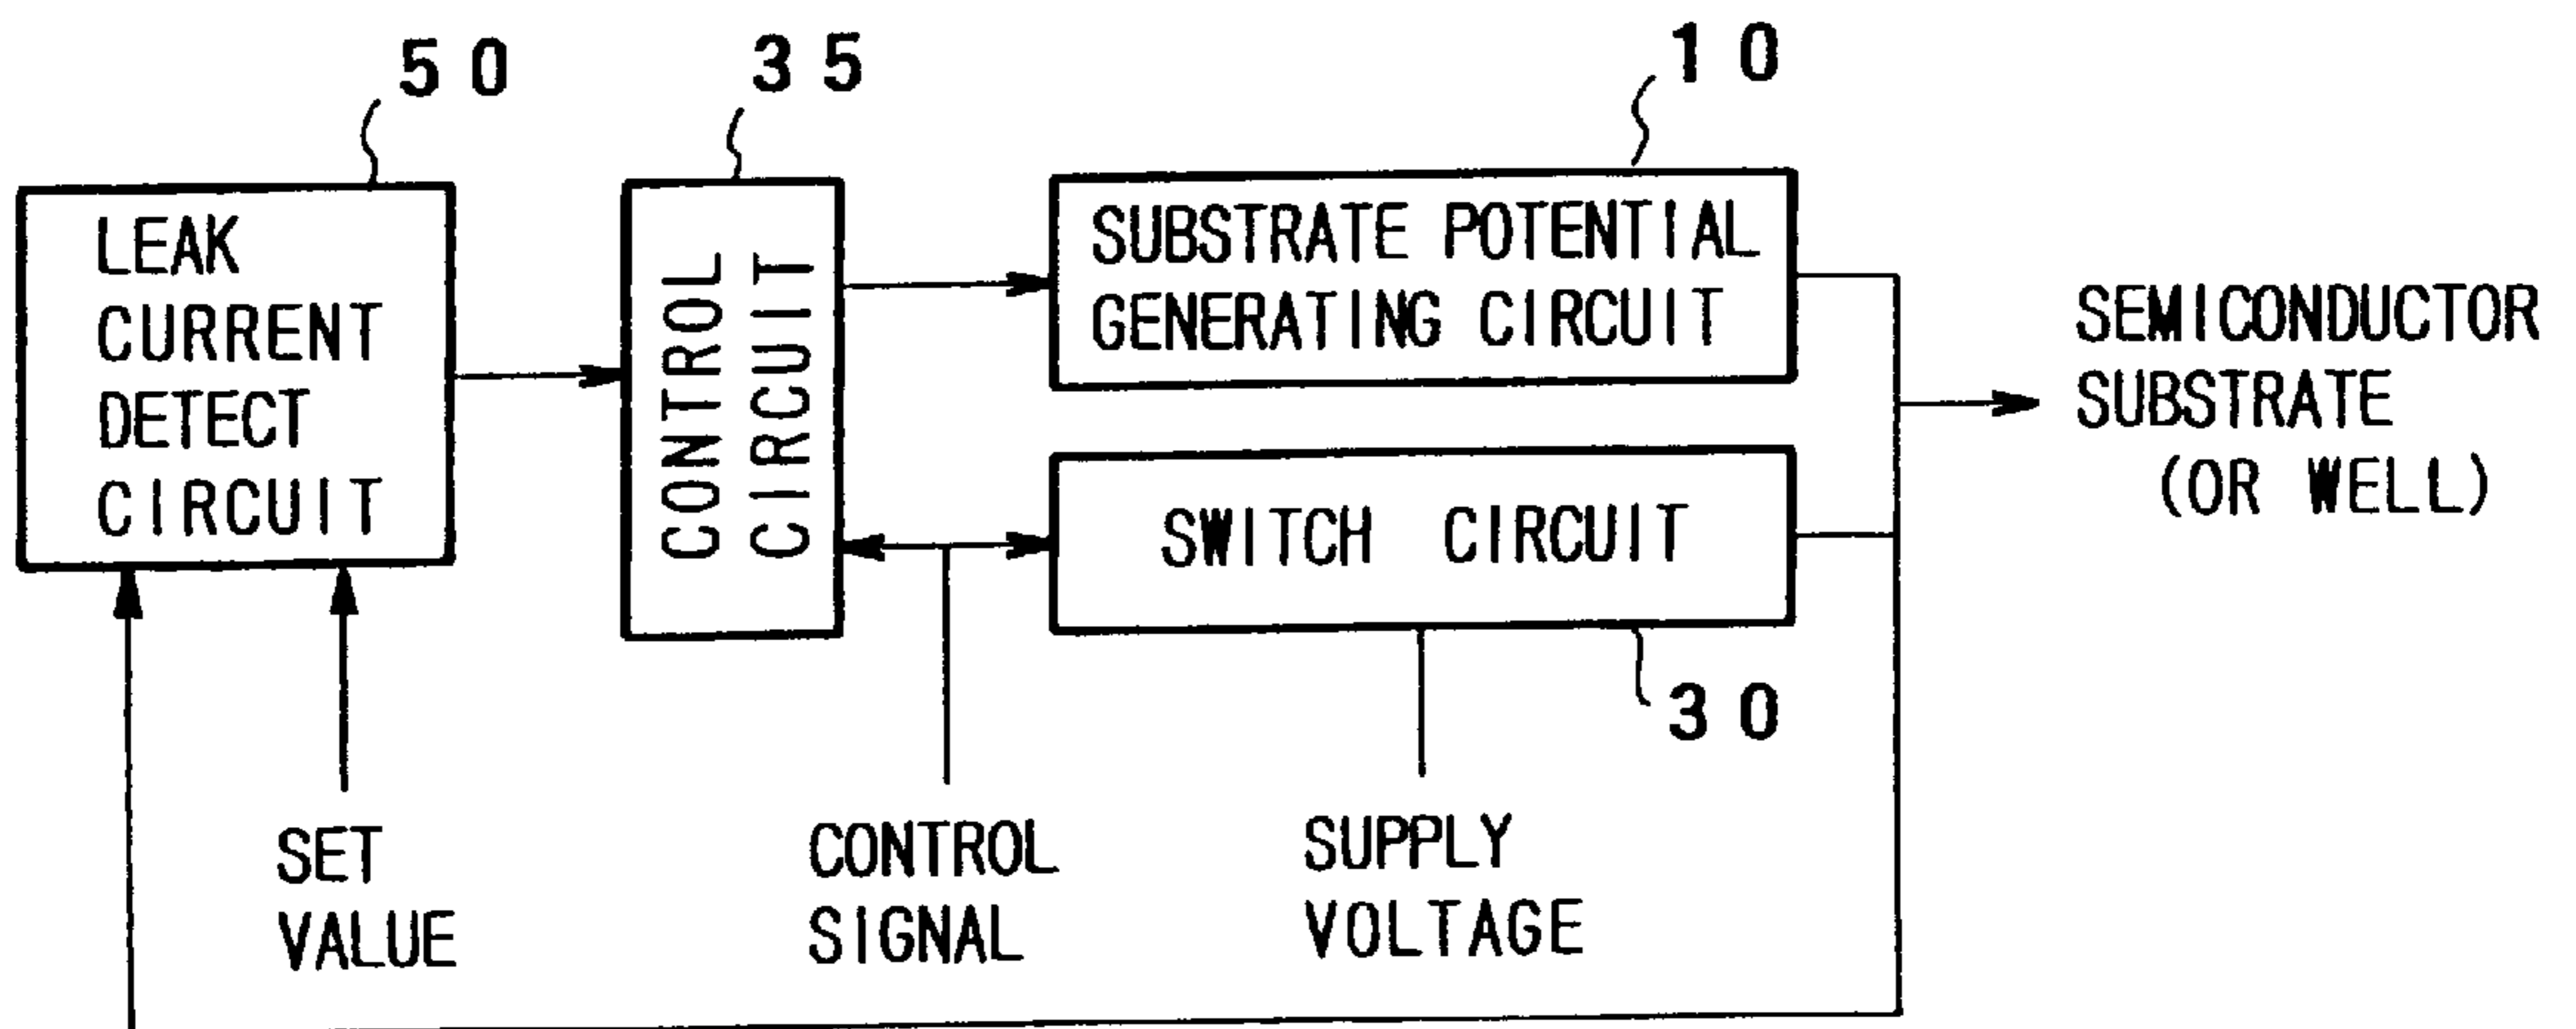 50
35
10
LEAK
CURRENT
DETECT
CIRCUIT
CONTROL
CIRCUIT
SUBSTRATE POTENTIAL
GENERATING CIRCUIT
SWITCH CIRCUIT
SEMICONDUCTOR
SUBSTRATE
(OR WELL)
30
SET
VALUE
CONTROL
SIGNAL
SUPPLY
VOLTAGE